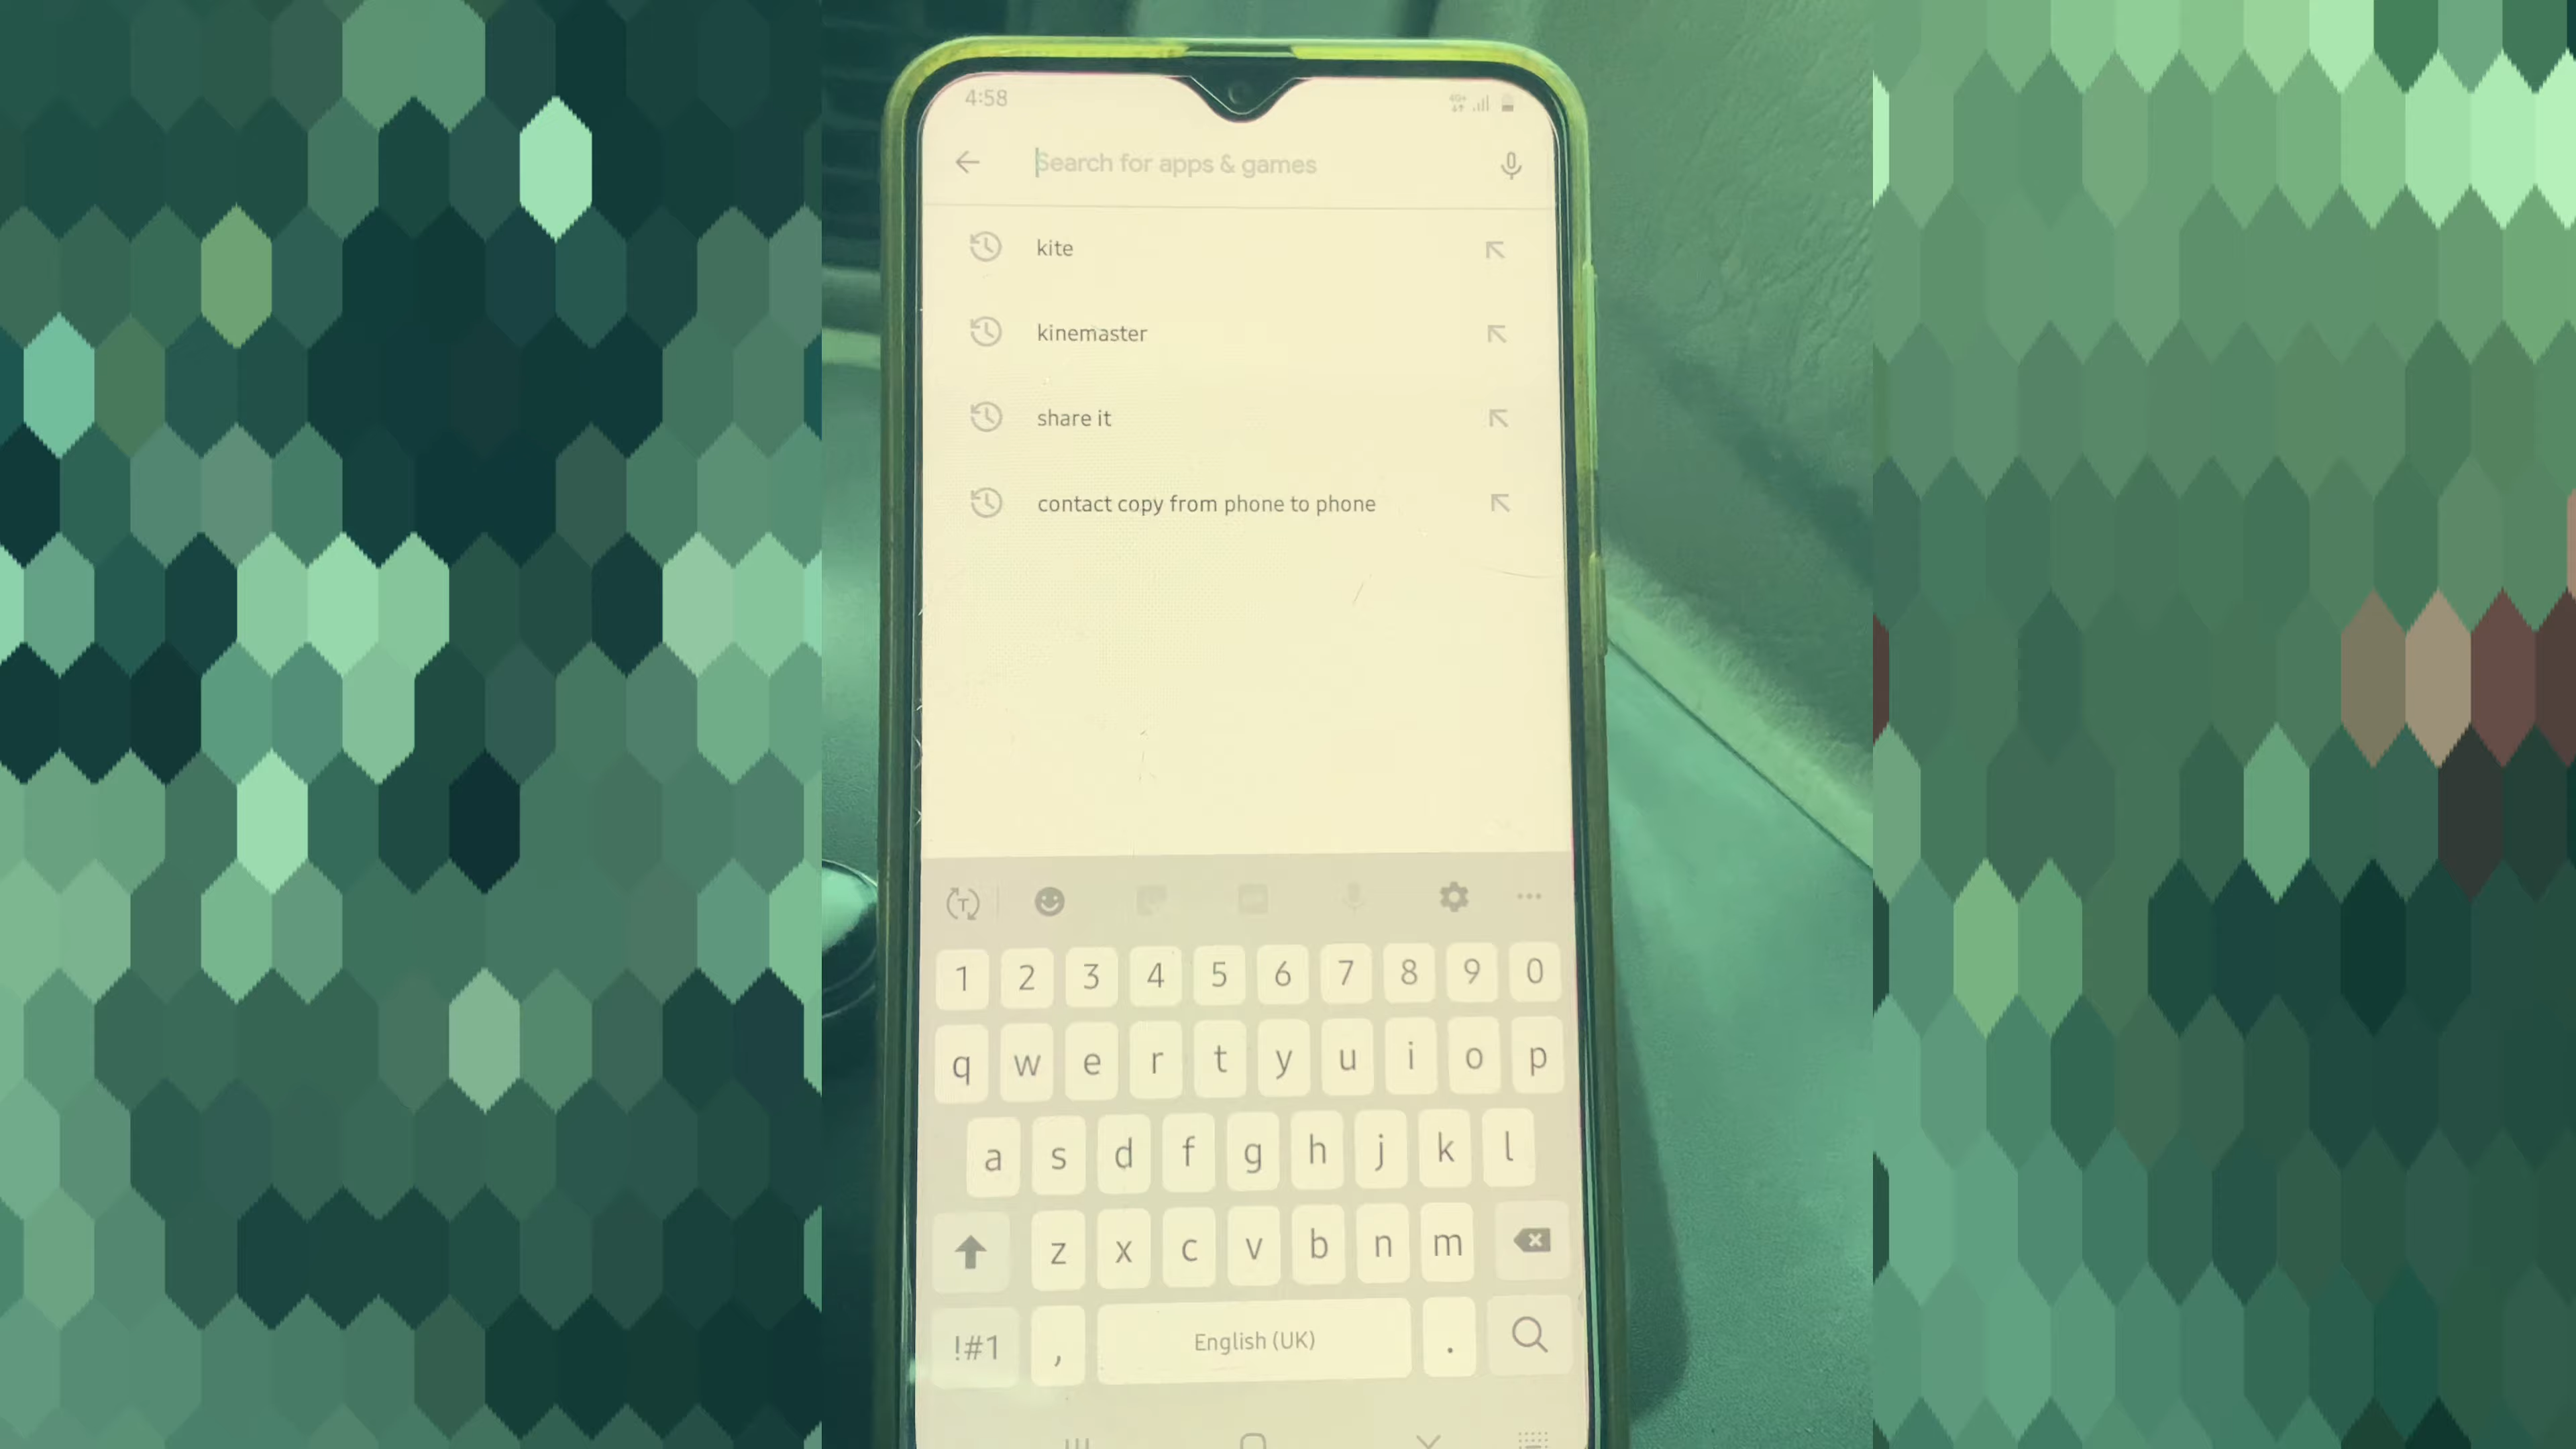 4:58
Search for apps & games
kite
kinemaster
share it
contact copy from phone to phone
1 2 3 4 5 6 7 8 9 0
q w e r t y u i o p
a s d f g h j k l
z x c v b n m
!#1 , English (UK) .